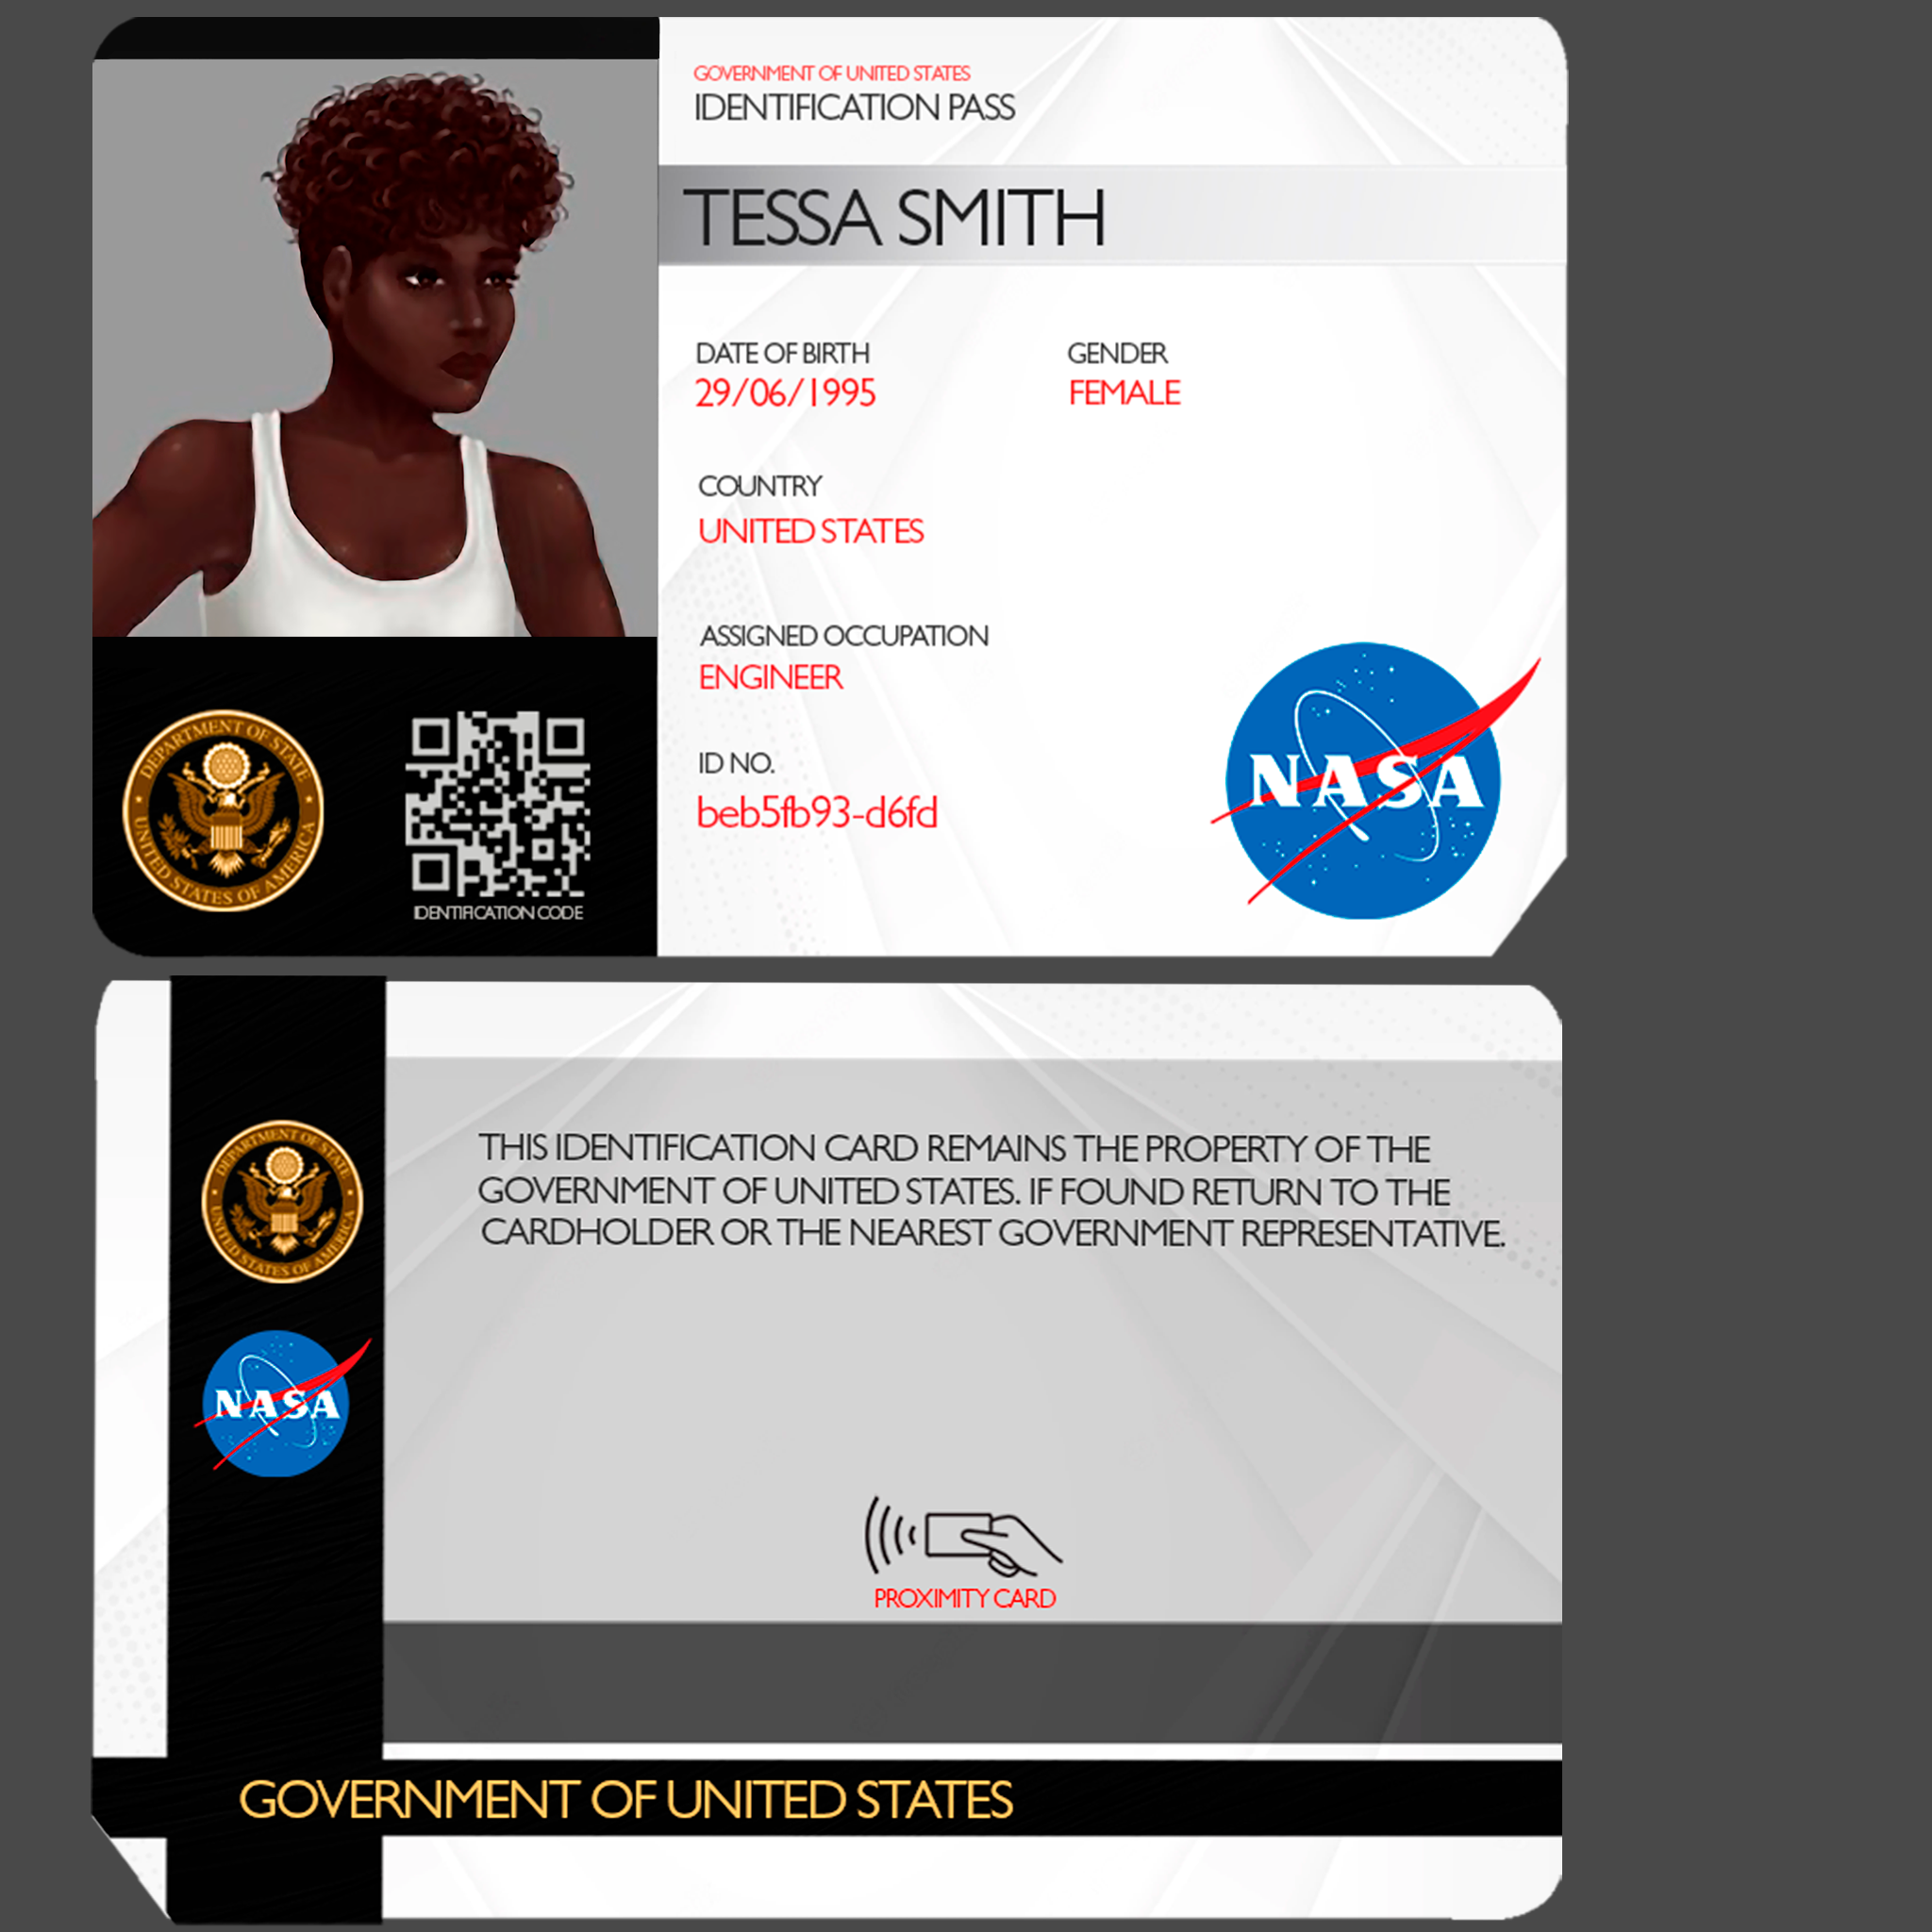 GOVERNMENT OF UNITED STATES
IDENTIFICATION PASS
TESSA SMITH
DATE OF BIRTH
29/06/1995
GENDER
FEMALE
COUNTRY
UNITED STATES
ASSIGNED OCCUPATION
ENGINEER
ID NO.
beb5fb93-d6fd
DEPARTMENT OF STATE
UNITED STATES OF AMERICA
IDENTIFICATION CODE
NASA
DEPARTMENT OF STATE
UNITED STATES OF AMERICA
NASA
THIS IDENTIFICATION CARD REMAINS THE PROPERTY OF THE
GOVERNMENT OF UNITED STATES. IF FOUND RETURN TO THE
CARDHOLDER OR THE NEAREST GOVERNMENT REPRESENTATIVE.
PROXIMITY CARD
GOVERNMENT OF UNITED STATES